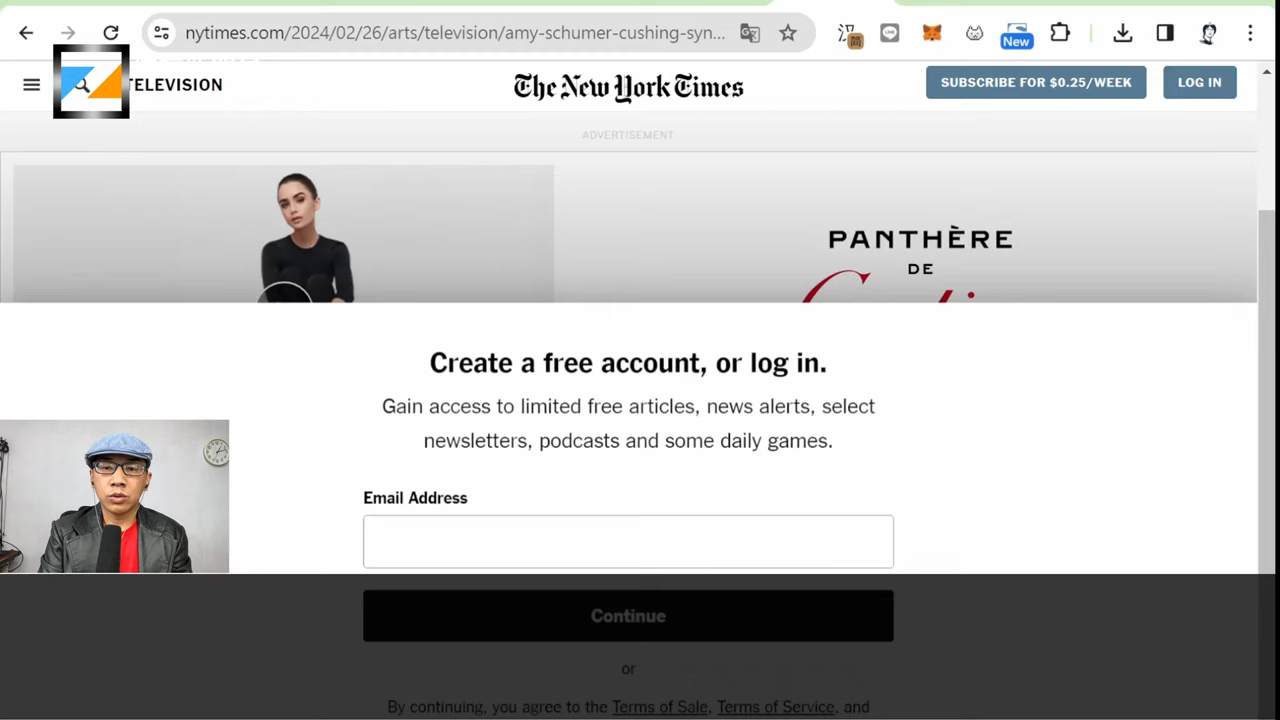 nytimes.com/2024/02/26/arts/television/amy-schumer-cushing-syn...
New
TELEVISION
The New York Times
SUBSCRIBE FOR $0.25/WEEK
LOG IN
ADVERTISEMENT
PANTHÈRE
DE
Create a free account, or log in.
Gain access to limited free articles, news alerts, select
newsletters, podcasts and some daily games.
Email Address
Continue
or
By continuing, you agree to the Terms of Sale, Terms of Service, and